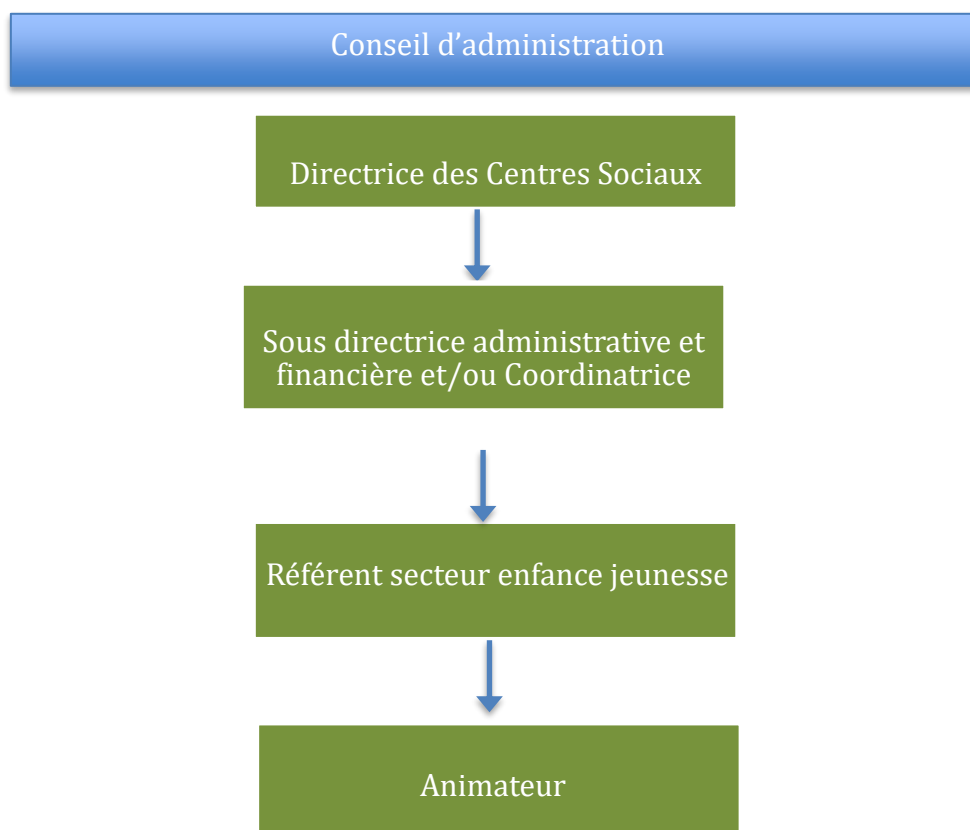 Conseil d’administration
Directrice des Centres Sociaux
Sous directrice administrative et
financière et/ou Coordinatrice
Référent secteur enfance jeunesse
Animateur